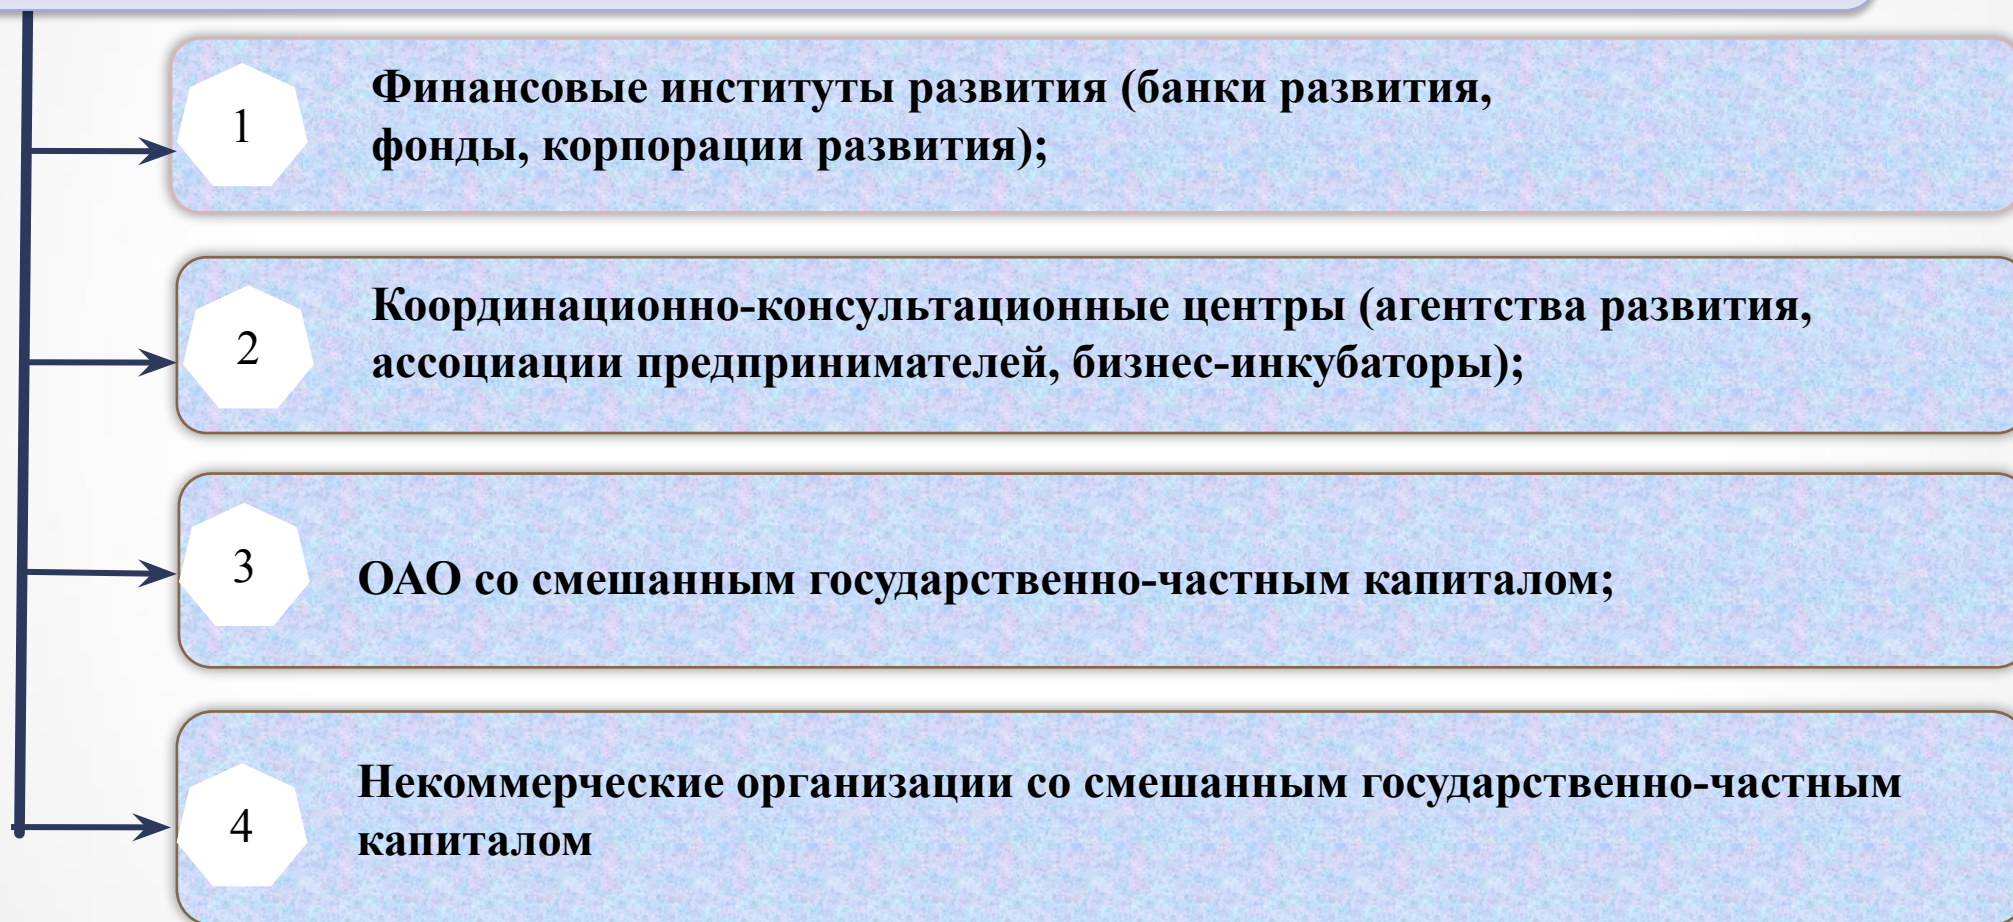 1
Финансовые институты развития (банки развития,
фонды, корпорации развития);
2
Координационно-консультационные центры (агентства развития,
ассоциации предпринимателей, бизнес-инкубаторы);
3
ОАО со смешанным государственно-частным капиталом;
4
Некоммерческие организации со смешанным государственно-частным
капиталом